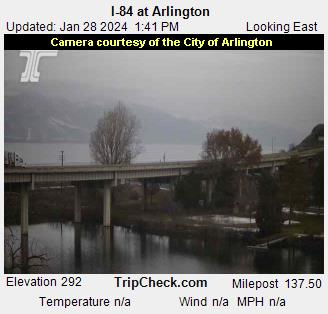 I-84 at Arlington
Updated: Jan 28 2024 1:41 PM Looking East
Camera courtesy of the City of Arlington
Elevation 292 TripCheck.com Milepost 137.50
Temperature n/a Wind n/a MPH n/a